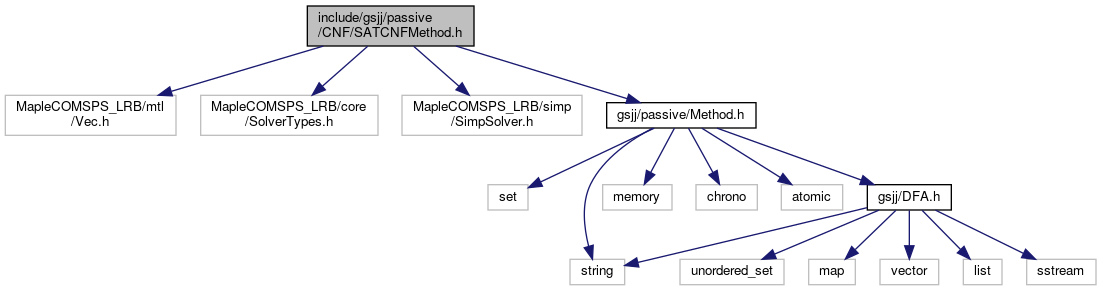 include/gsjj/passive
/CNF/SATCNFMethod.h
MapleCOMSPS_LRB/mtl
/Vec.h
MapleCOMSPS_LRB/core
/SolverTypes.h
MapleCOMSPS_LRB/simp
/SimpSolver.h
gsjj/passive/Method.h
set
memory
chrono
atomic
gsjj/DFA.h
string
unordered_set
map
vector
list
sstream